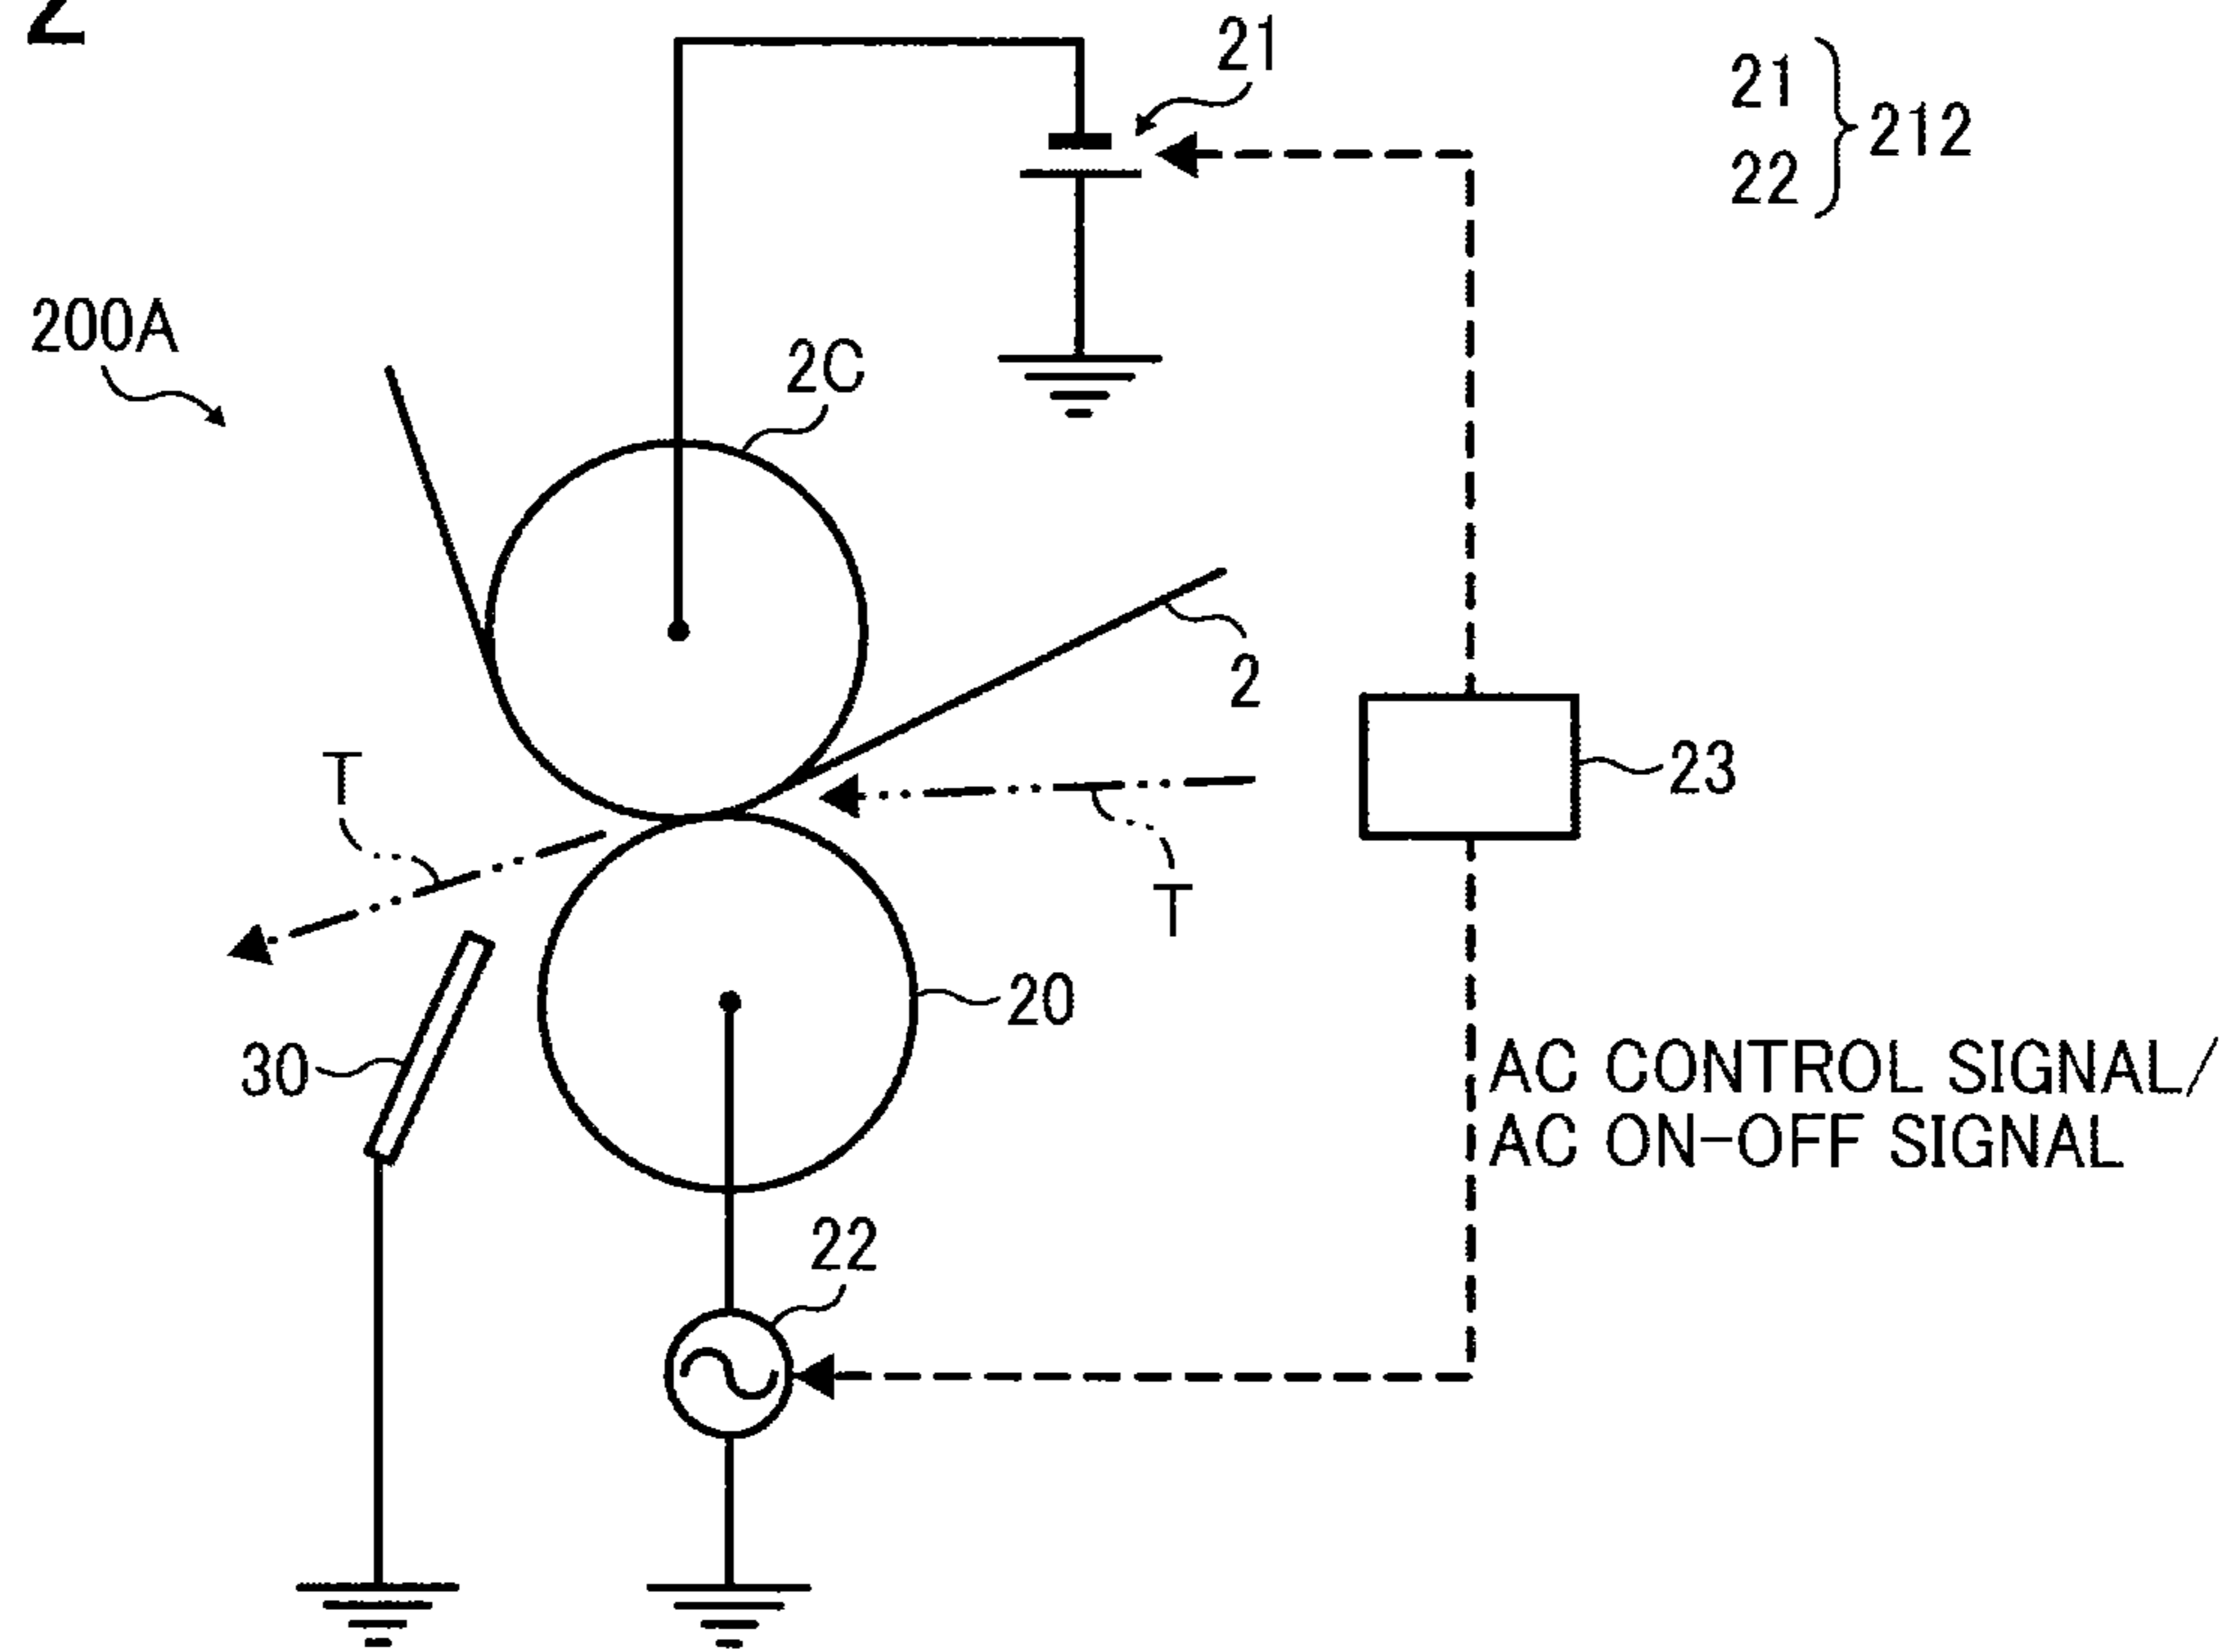 2
21
21
22
212
200A
2C
2
T
23
T
20
30
AC CONTROL SIGNAL/
AC ON-OFF SIGNAL
22